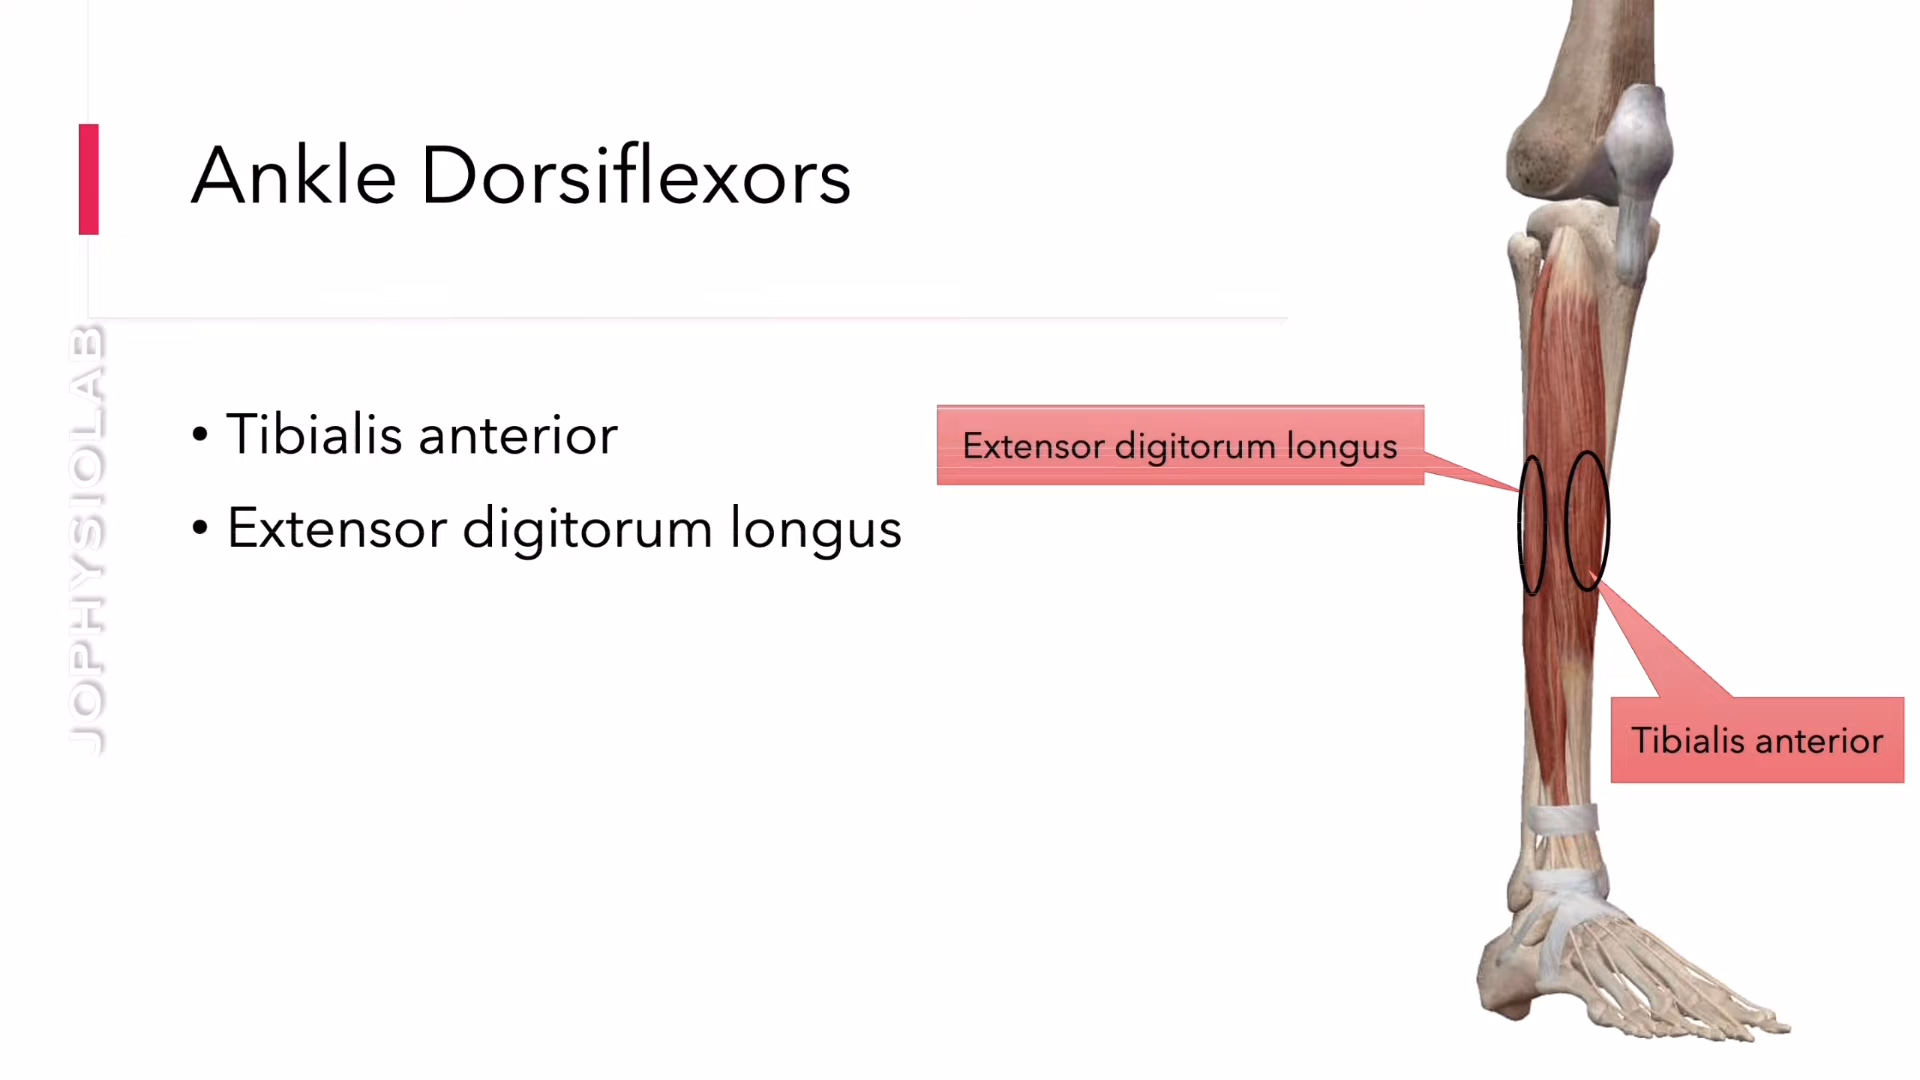 Ankle Dorsiflexors
JOPHYSIOLAB
• Tibialis anterior
• Extensor digitorum longus
Extensor digitorum longus
Tibialis anterior